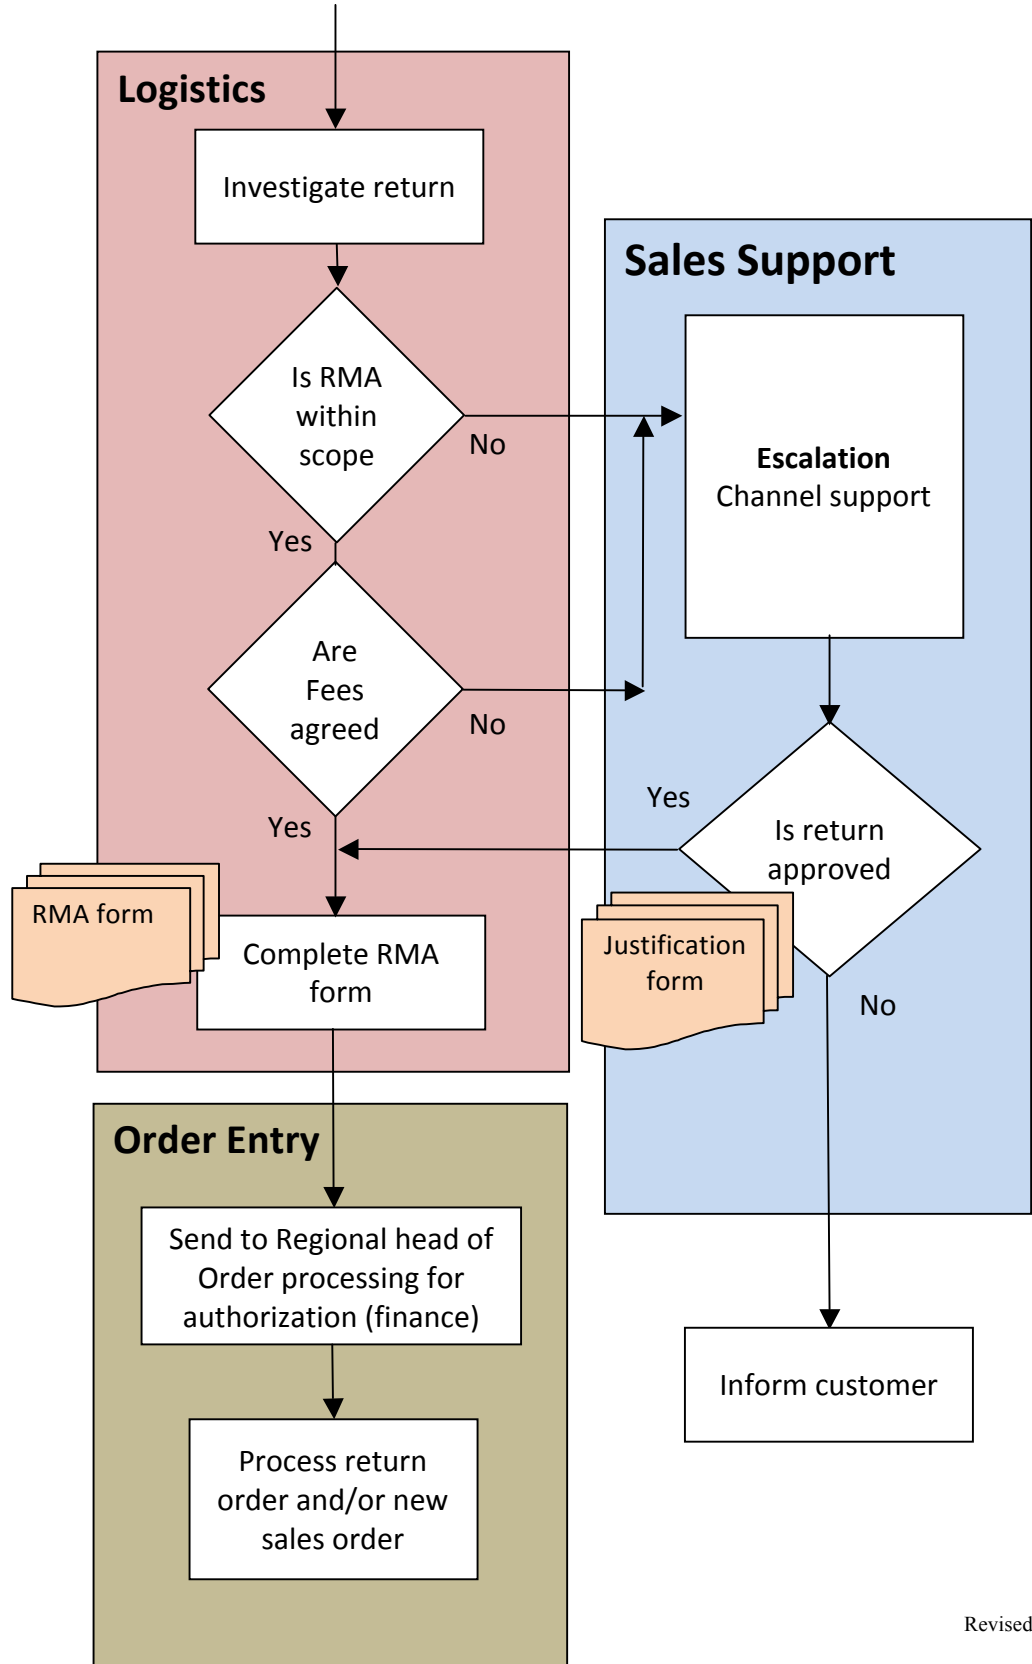 Logistics
Investigate return
Sales Support
Is RMA
within
scope
No
Escalation
Channel support
Yes
Are
Fees
agreed
No
Yes
Is return
approved
Yes
RMA form
Complete RMA
form
Justification
form
No
Order Entry
Send to Regional head of
Order processing for
authorization (finance)
Inform customer
Process return
order and/or new
sales order
Revised